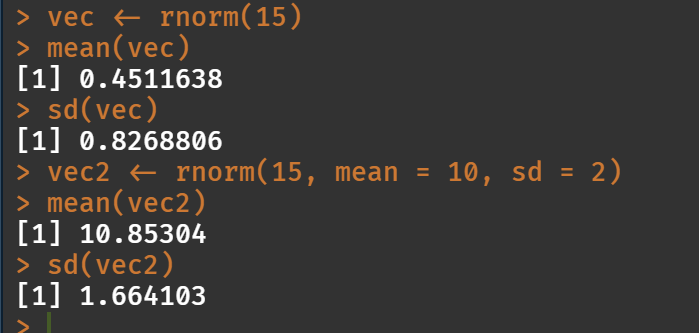 > vec <- rnorm(15)
> mean(vec)
[1] 0.4511638
> sd(vec)
[1] 0.8268806
> vec2 <- rnorm(15, mean = 10, sd = 2)
> mean(vec2)
[1] 10.85304
> sd(vec2)
[1] 1.664103
>